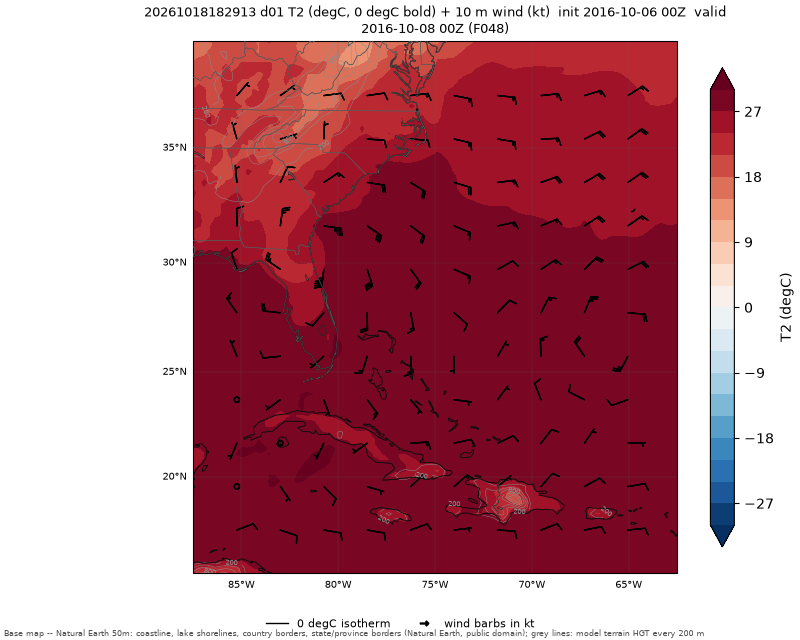 20261018182913 d01 T2 (degC, 0 degC bold) + 10 m wind (kt)  init 2016-10-06 00Z  valid
2016-10-08 00Z (F048)
35°N
30°N
25°N
20°N
85°W
80°W
75°W
70°W
65°W
27
18
9
0
−9
−18
−27
T2 (degC)
200
200
200
200
200
0 degC isotherm
wind barbs in kt
Base map -- Natural Earth 50m: coastline, lake shorelines, country borders, state/province borders (Natural Earth, public domain); grey lines: model terrain HGT every 200 m